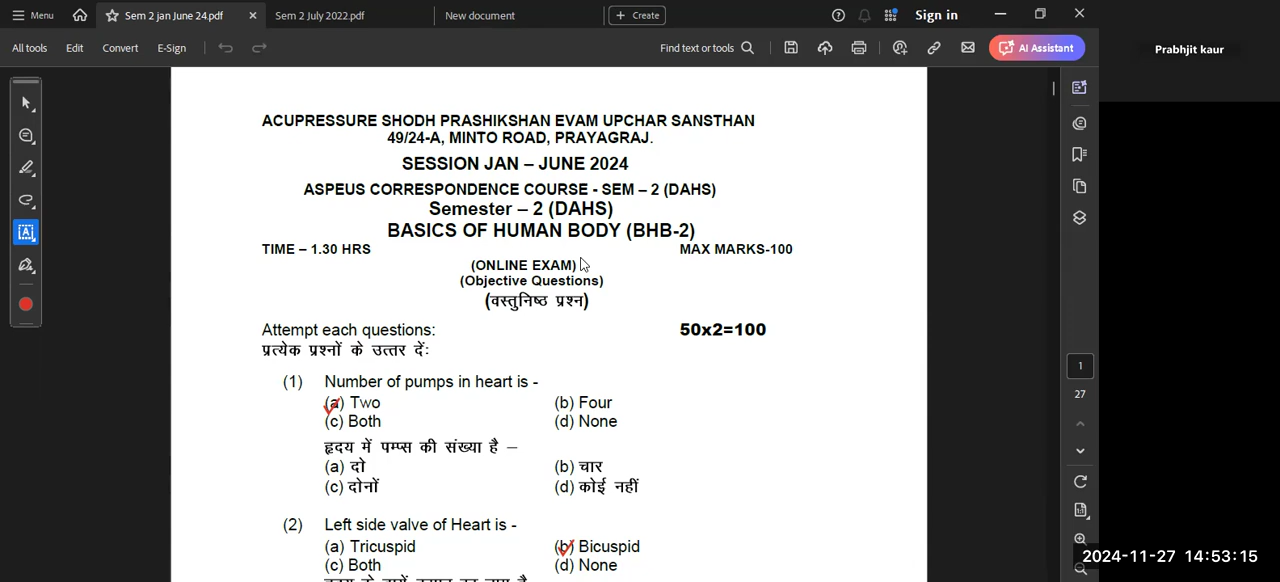 Menu
Sem 2 jan June 24.pdf
Sem 2 July 2022.pdf
New document
Create
Sign in
All tools
Edit
Convert
E-Sign
Find text or tools
AI Assistant
Prabhjit kaur
ACUPRESSURE SHODH PRASHIKSHAN EVAM UPCHAR SANSTHAN
49/24-A, MINTO ROAD, PRAYAGRAJ.
SESSION JAN – JUNE 2024
ASPEUS CORRESPONDENCE COURSE - SEM – 2 (DAHS)
Semester – 2 (DAHS)
BASICS OF HUMAN BODY (BHB-2)
TIME – 1.30 HRS MAX MARKS-100
(ONLINE EXAM)
(Objective Questions)
(वस्तुनिष्ठ प्रश्न)
Attempt each questions: 50x2=100
प्रत्येक प्रश्नों के उत्तर दें:
(1) Number of pumps in heart is -
(a) Two (b) Four
(c) Both (d) None
हृदय में पम्प्स की संख्या है –
(a) दो (b) चार
(c) दोनों (d) कोई नहीं
(2) Left side valve of Heart is -
(a) Tricuspid (b) Bicuspid
(c) Both (d) None
1
27
2024-11-27 14:53:15